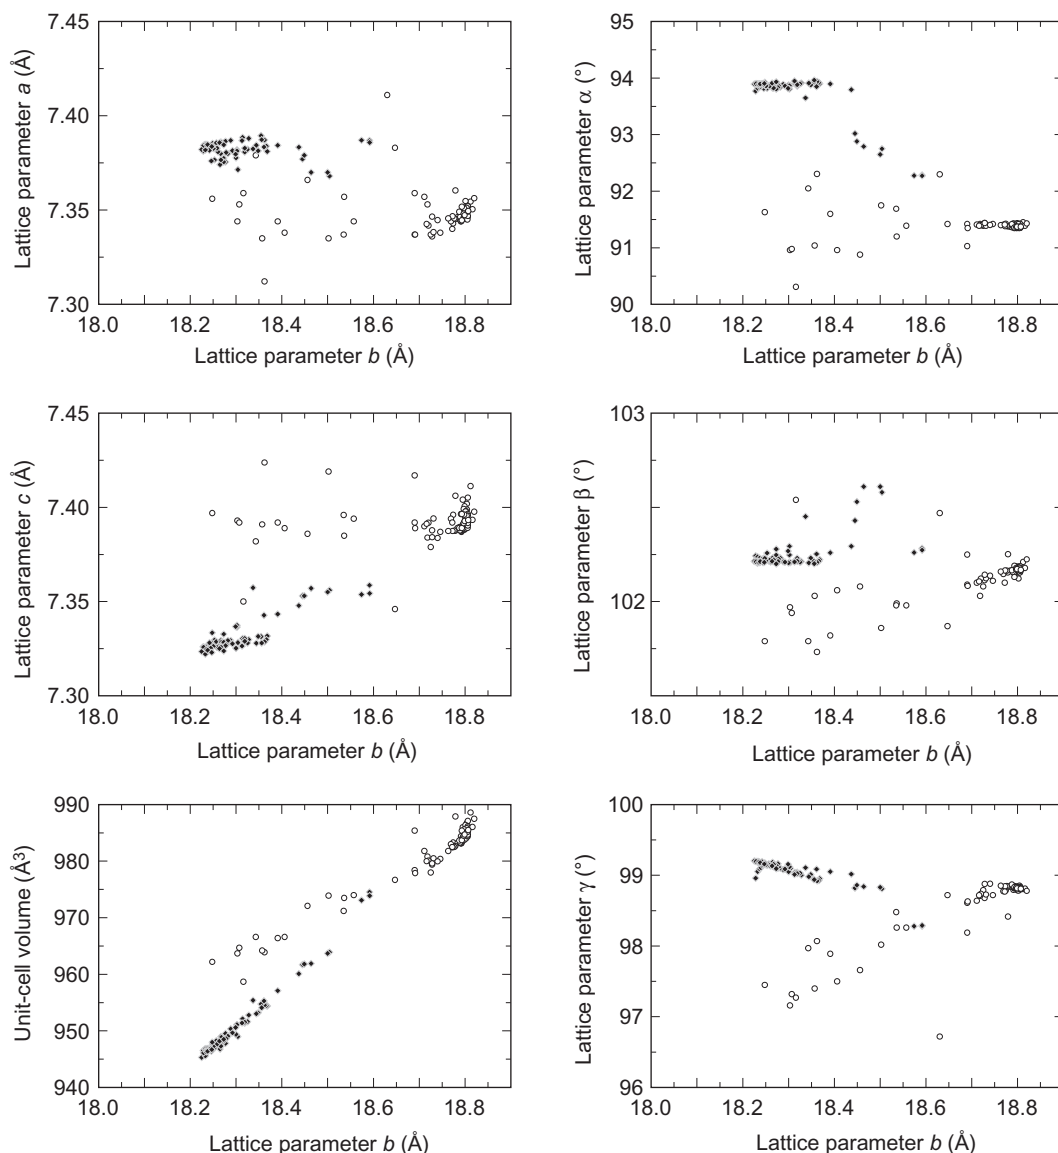 7.45
7.40
7.35
7.30
18.0 18.2 18.4 18.6 18.8
Lattice parameter a (Å)
Lattice parameter b (Å)
95
94
93
92
91
90
18.0 18.2 18.4 18.6 18.8
Lattice parameter α (°)
Lattice parameter b (Å)
7.45
7.40
7.35
7.30
18.0 18.2 18.4 18.6 18.8
Lattice parameter c (Å)
Lattice parameter b (Å)
103
102
18.0 18.2 18.4 18.6 18.8
Lattice parameter β (°)
Lattice parameter b (Å)
990
980
970
960
950
940
18.0 18.2 18.4 18.6 18.8
Unit-cell volume (Å³)
Lattice parameter b (Å)
100
99
98
97
96
18.0 18.2 18.4 18.6 18.8
Lattice parameter γ (°)
Lattice parameter b (Å)